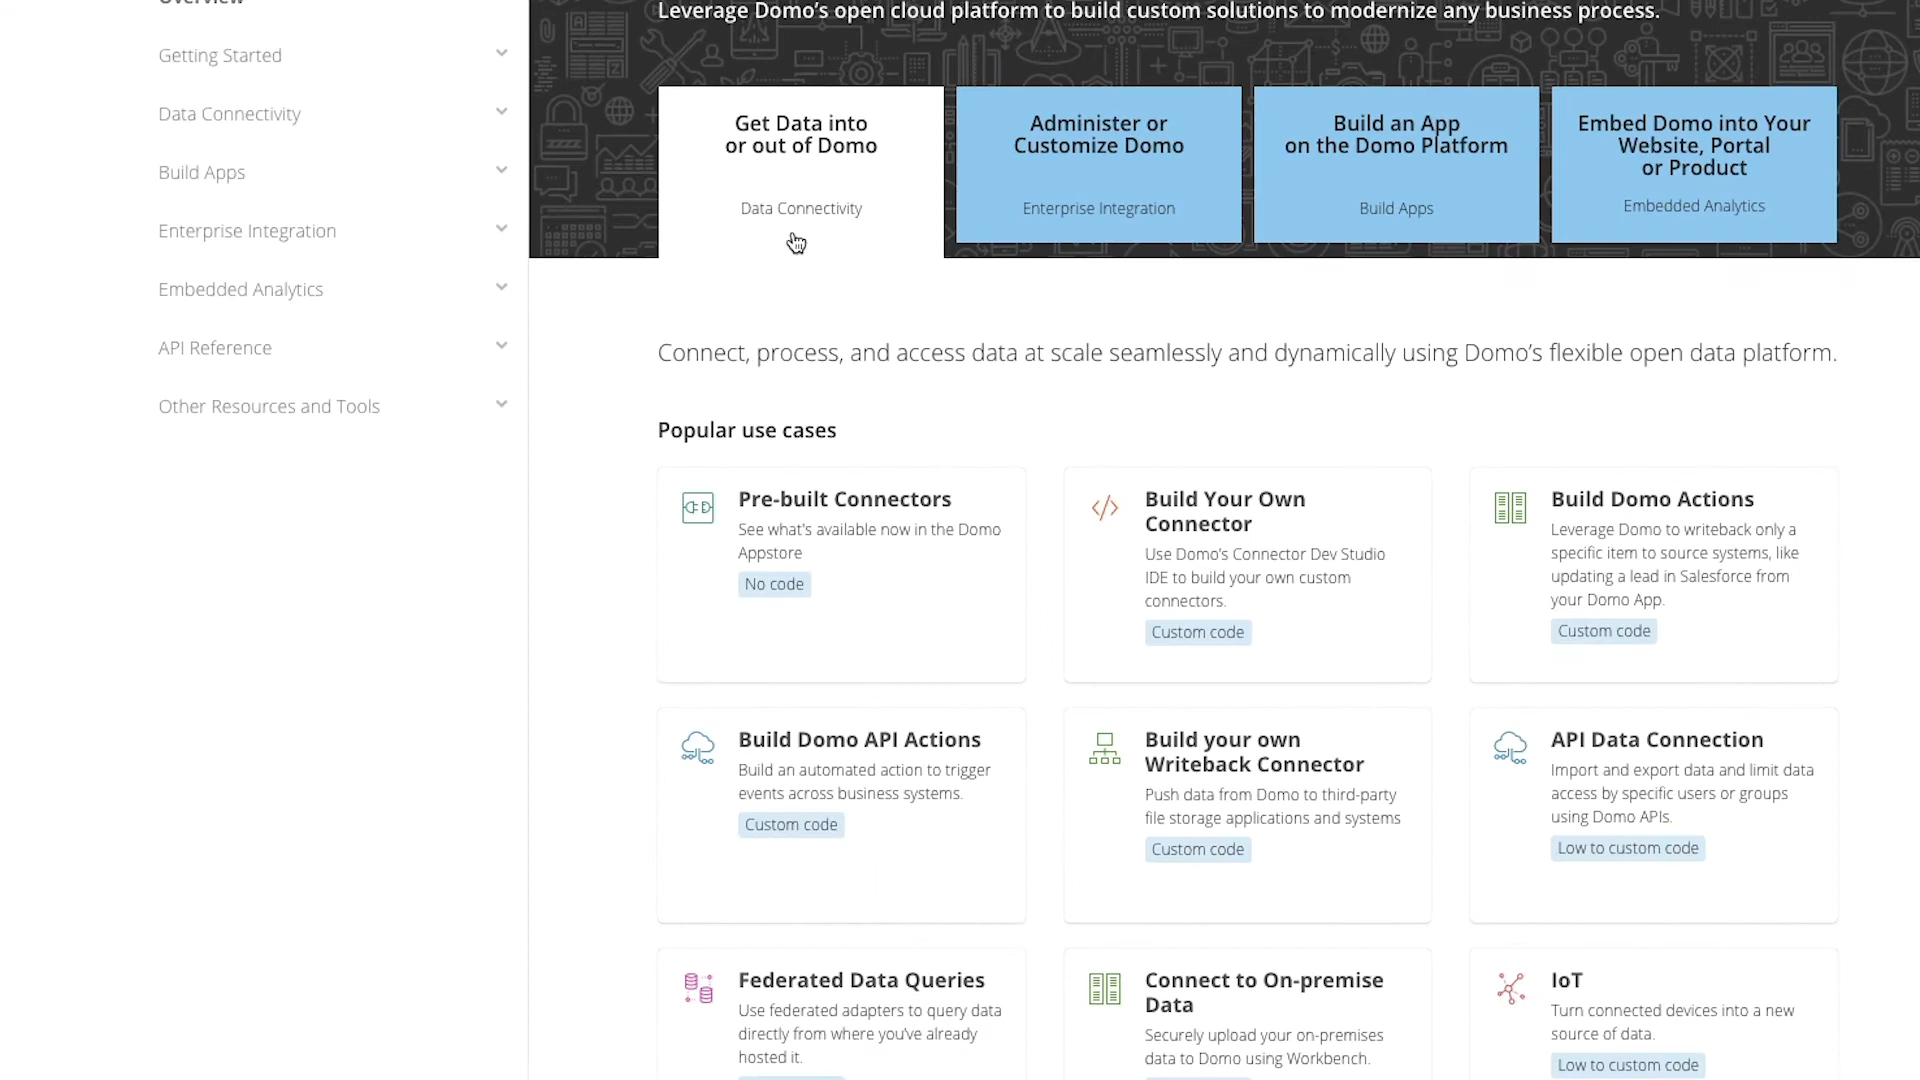 Overview
Getting Started
Data Connectivity
Build Apps
Enterprise Integration
Embedded Analytics
API Reference
Other Resources and Tools
Leverage Domo’s open cloud platform to build custom solutions to modernize any business process.
Get Data into
or out of Domo
Data Connectivity
Administer or
Customize Domo
Enterprise Integration
Build an App
on the Domo Platform
Build Apps
Embed Domo into Your
Website, Portal
or Product
Embedded Analytics
Connect, process, and access data at scale seamlessly and dynamically using Domo’s flexible open data platform.
Popular use cases
Pre-built Connectors
See what's available now in the Domo
Appstore
No code
Build Your Own
Connector
Use Domo's Connector Dev Studio
IDE to build your own custom
connectors.
Custom code
Build Domo Actions
Leverage Domo to writeback only a
specific item to source systems, like
updating a lead in Salesforce from
your Domo App.
Custom code
Build Domo API Actions
Build an automated action to trigger
events across business systems.
Custom code
Build your own
Writeback Connector
Push data from Domo to third-party
file storage applications and systems
Custom code
API Data Connection
Import and export data and limit data
access by specific users or groups
using Domo APIs.
Low to custom code
Federated Data Queries
Use federated adapters to query data
directly from where you’ve already
hosted it.
Connect to On-premise
Data
Securely upload your on-premises
data to Domo using Workbench.
IoT
Turn connected devices into a new
source of data.
Low to custom code